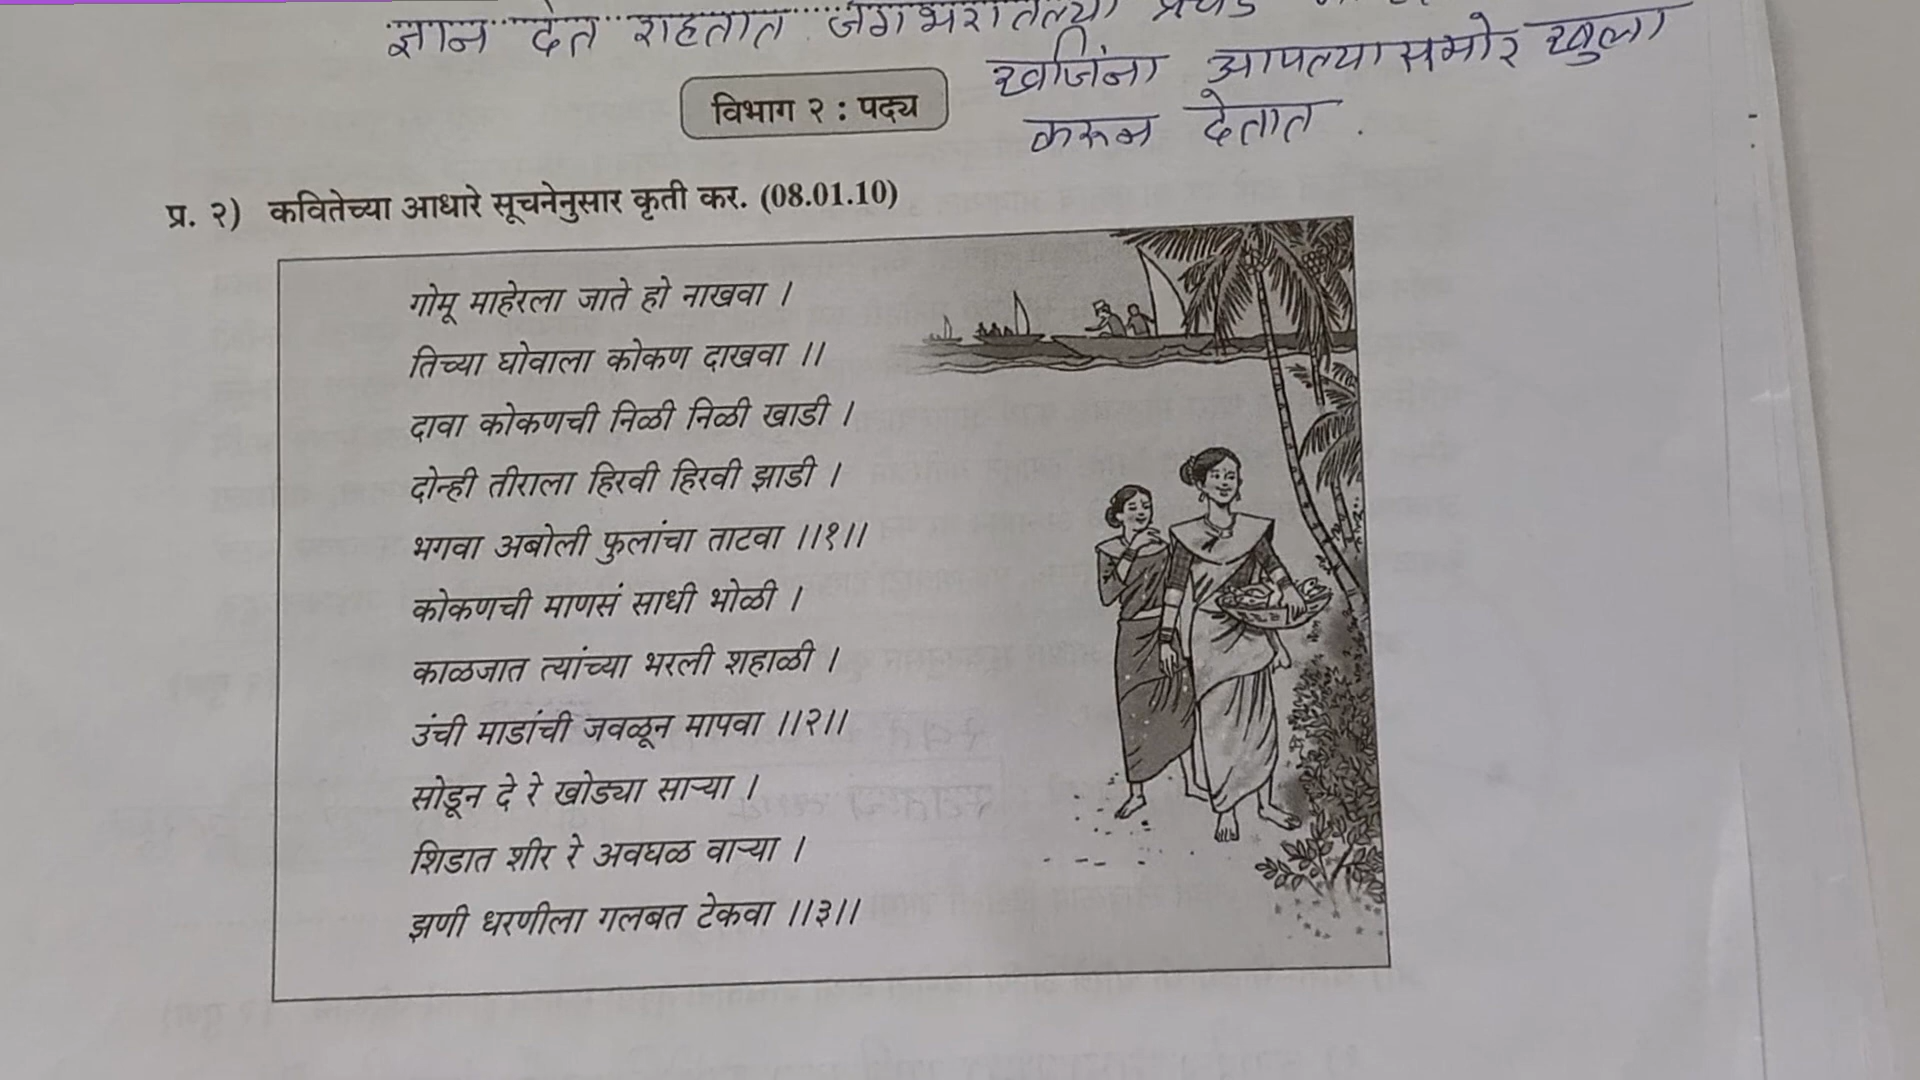 ज्ञान देत राहतात जगभरातल्या प्रचंड
खजिंना आपल्यासमोर खुला
करून देतात .
विभाग २ : पद्य
प्र. २) कवितेच्या आधारे सूचनेनुसार कृती कर. (08.01.10)
गोमू माहेरला जाते हो नाखवा ।
तिच्या घोवाला कोकण दाखवा ।।
दावा कोकणची निळी निळी खाडी ।
दोन्ही तीराला हिरवी हिरवी झाडी ।
भगवा अबोली फुलांचा ताटवा ।।१।।
कोकणची माणसं साधी भोळी ।
काळजात त्यांच्या भरली शहाळी ।
उंची माडांची जवळून मापवा ।।२।।
सोडून दे रे खोड्या साऱ्या ।
शिडात शीर रे अवघळ वाऱ्या ।
झणी धरणीला गलबत टेकवा ।।३।।